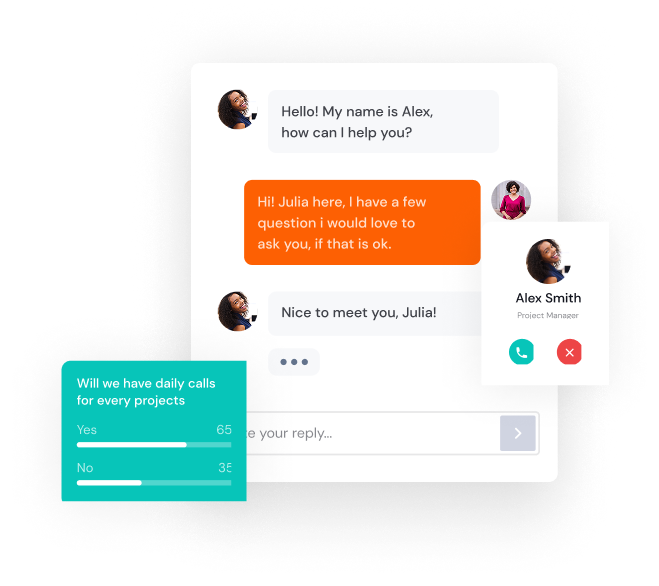 Hello! My name is Alex,
how can I help you?
Hi! Julia here, I have a few
question i would love to
ask you, if that is ok.
Alex Smith
Project Manager
Nice to meet you, Julia!
Will we have daily calls
for every projects
Yes 65
No 35
e your reply...